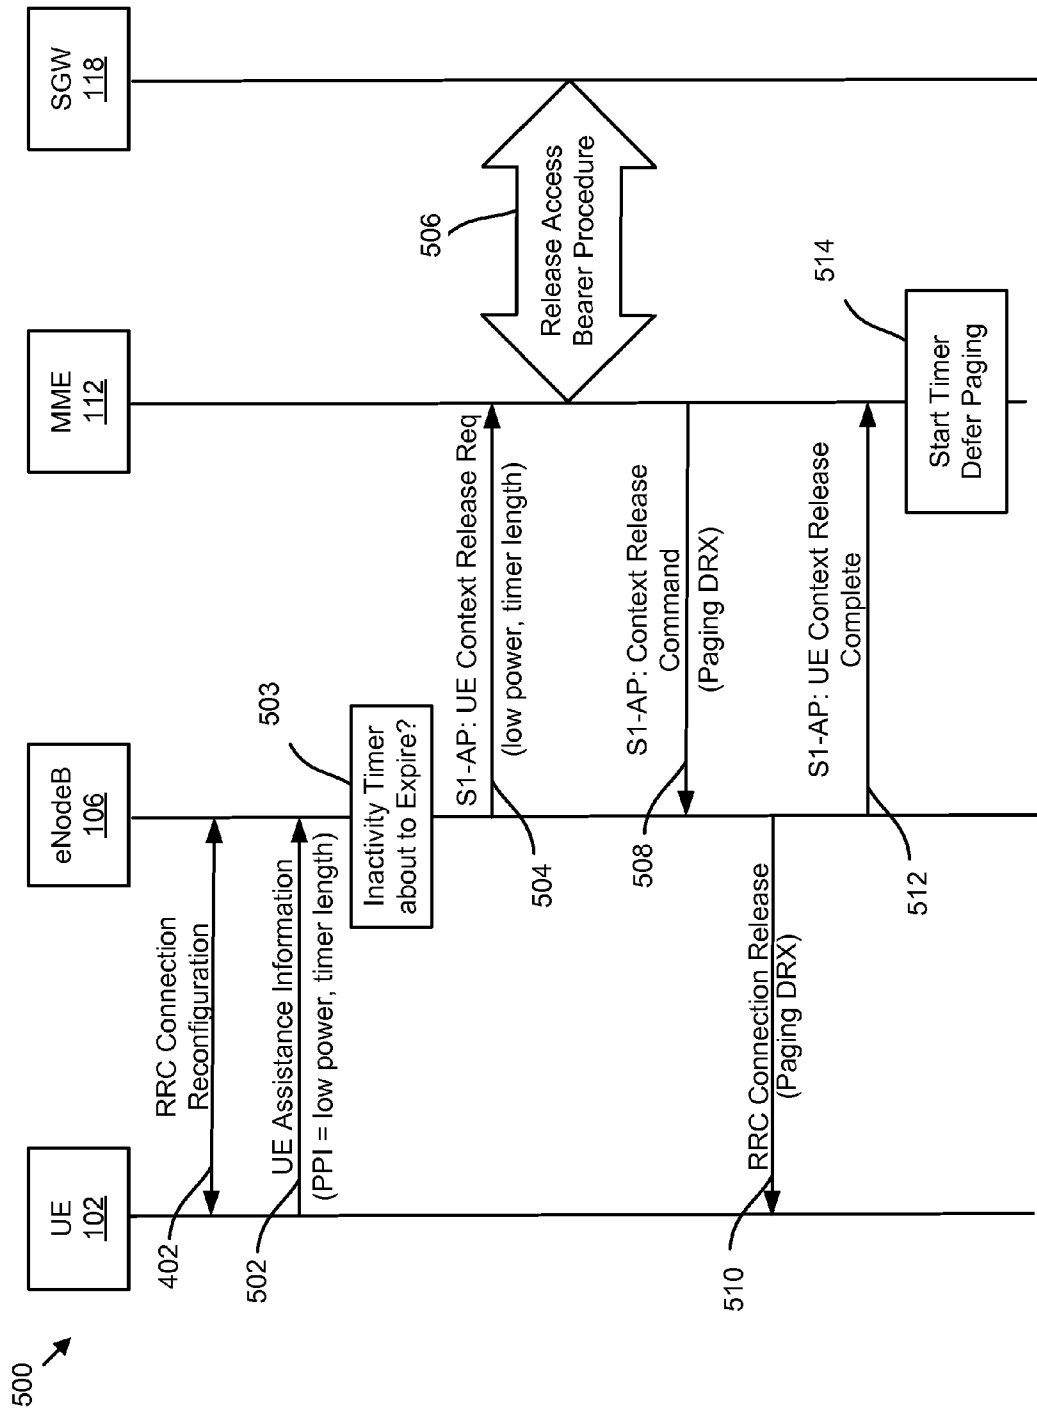 500
UE
102
eNodeB
106
MME
112
SGW
118
402
RRC Connection
Reconfiguration
502
UE Assistance Information
(PPI = low power, timer length)
503
Inactivity Timer
about to Expire?
504
S1-AP: UE Context Release Req
(low power, timer length)
506
Release Access
Bearer Procedure
508
S1-AP: Context Release
Command
(Paging DRX)
510
RRC Connection Release
(Paging DRX)
512
S1-AP: UE Context Release
Complete
514
Start Timer
Defer Paging